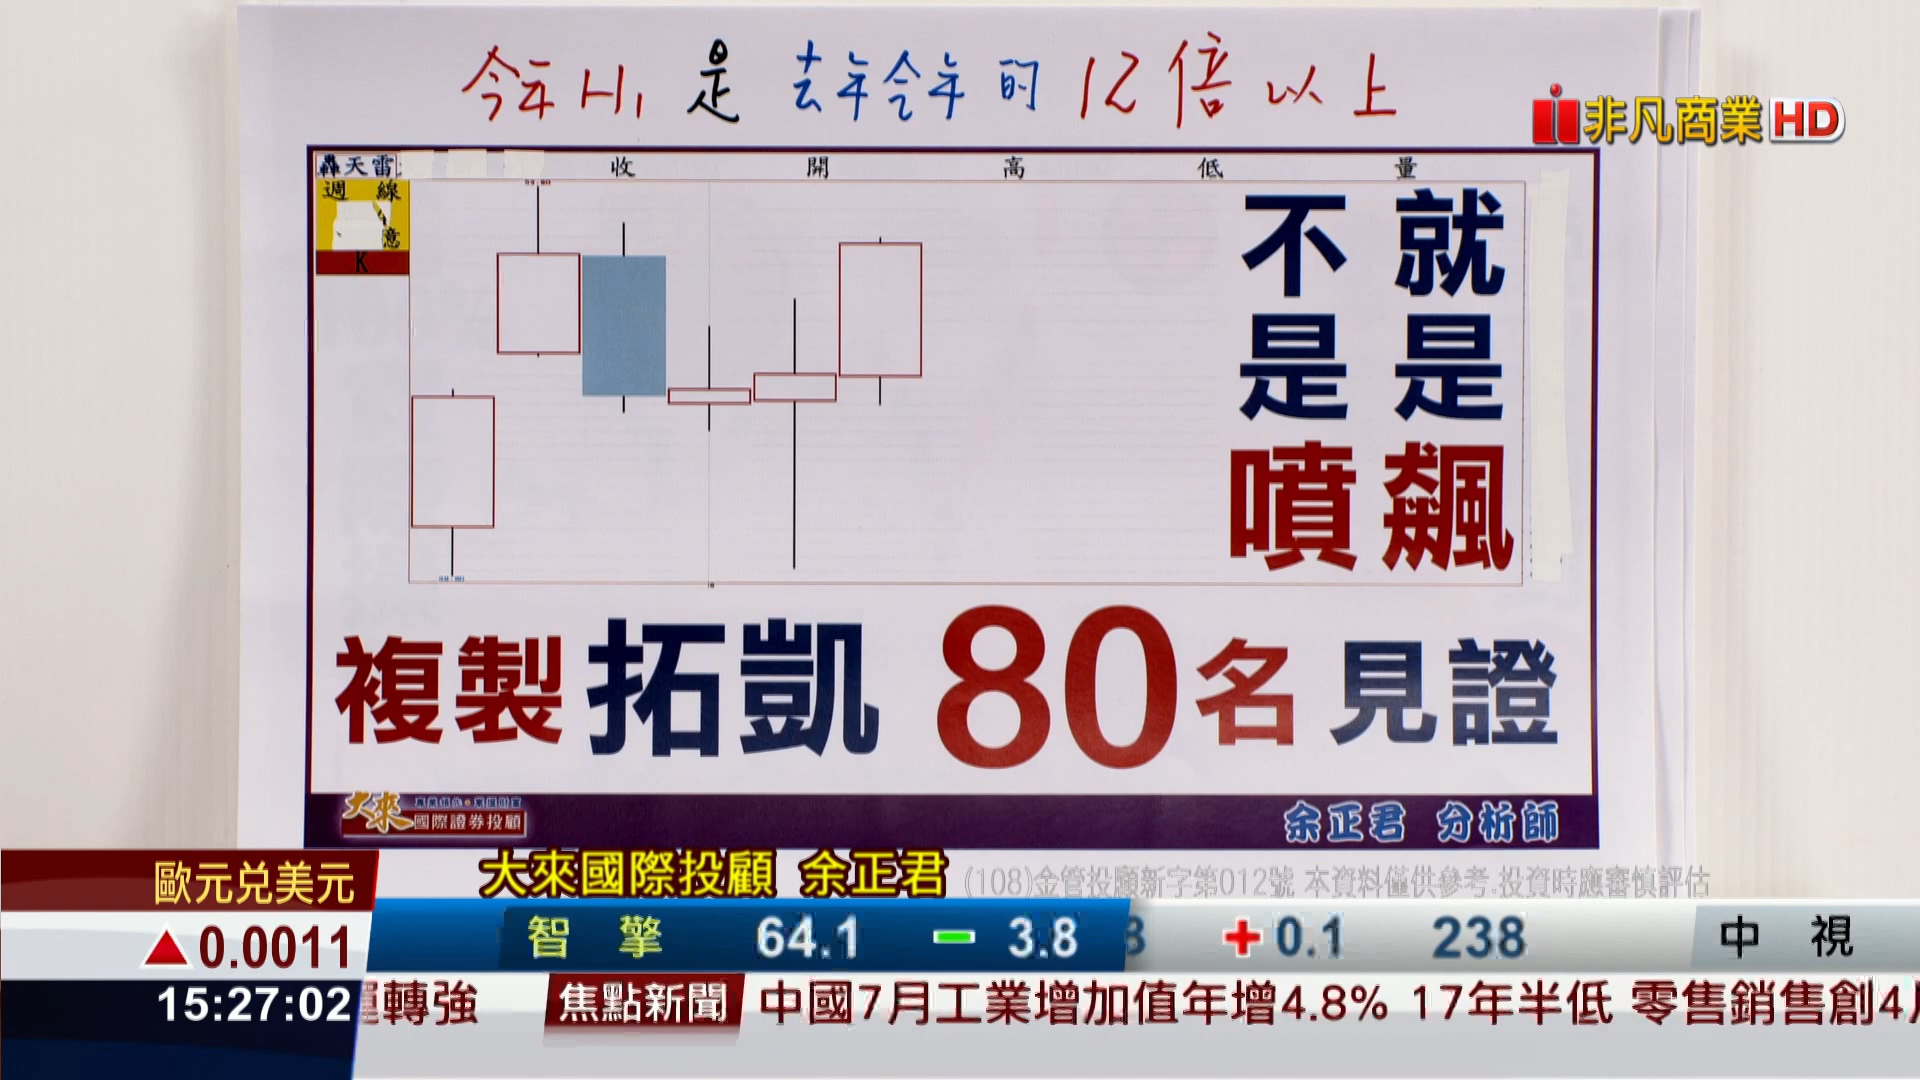 今年H1 是 去年全年的 12倍以上
非凡商業HD
轟天雷 收 開 高 低 量
週線
意
K
不是噴
就是飆
複製拓凱 80名見證
大來國際證券投顧
余正君 分析師
歐元兌美元
大來國際投顧 余正君
(108)金管投顧新字第012號 本資料僅供參考.投資時應審慎評估
▲0.0011
智擎 64.1 - 3.8
+0.1 238 中視
15:27:02
轉強 焦點新聞 中國7月工業增加值年增4.8% 17年半低 零售銷售創4